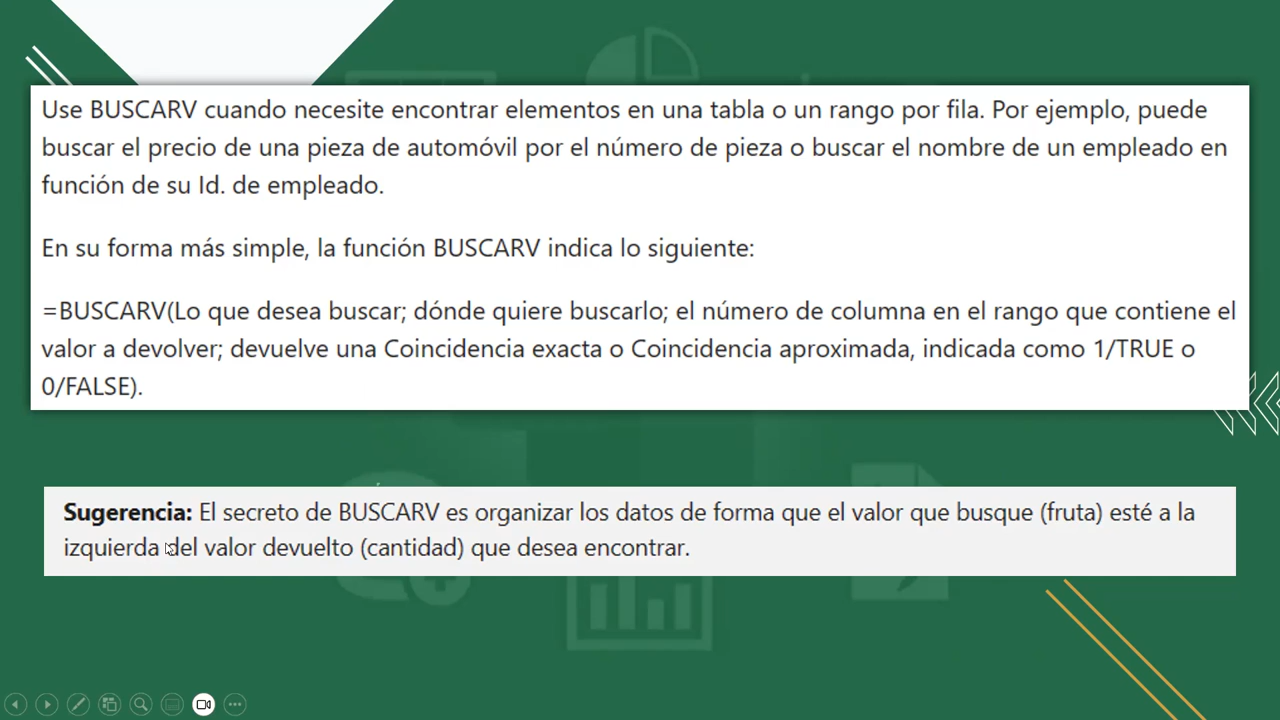 Use BUSCARV cuando necesite encontrar elementos en una tabla o un rango por fila. Por ejemplo, puede
buscar el precio de una pieza de automóvil por el número de pieza o buscar el nombre de un empleado en
función de su Id. de empleado.
En su forma más simple, la función BUSCARV indica lo siguiente:
=BUSCARV(Lo que desea buscar; dónde quiere buscarlo; el número de columna en el rango que contiene el
valor a devolver; devuelve una Coincidencia exacta o Coincidencia aproximada, indicada como 1/TRUE o
0/FALSE).
Sugerencia: El secreto de BUSCARV es organizar los datos de forma que el valor que busque (fruta) esté a la
izquierda del valor devuelto (cantidad) que desea encontrar.